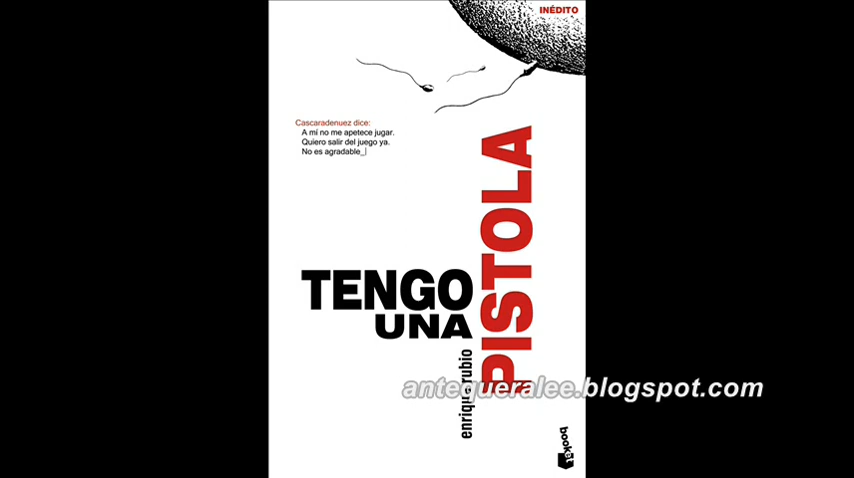 INÉDITO
Cascaradenuez dice:
A mí no me apetece jugar.
Quiero salir del juego ya.
No es agradable_|
TENGO
UNA
PISTOLA
enrique rubio
antequeralee.blogspot.com
booket